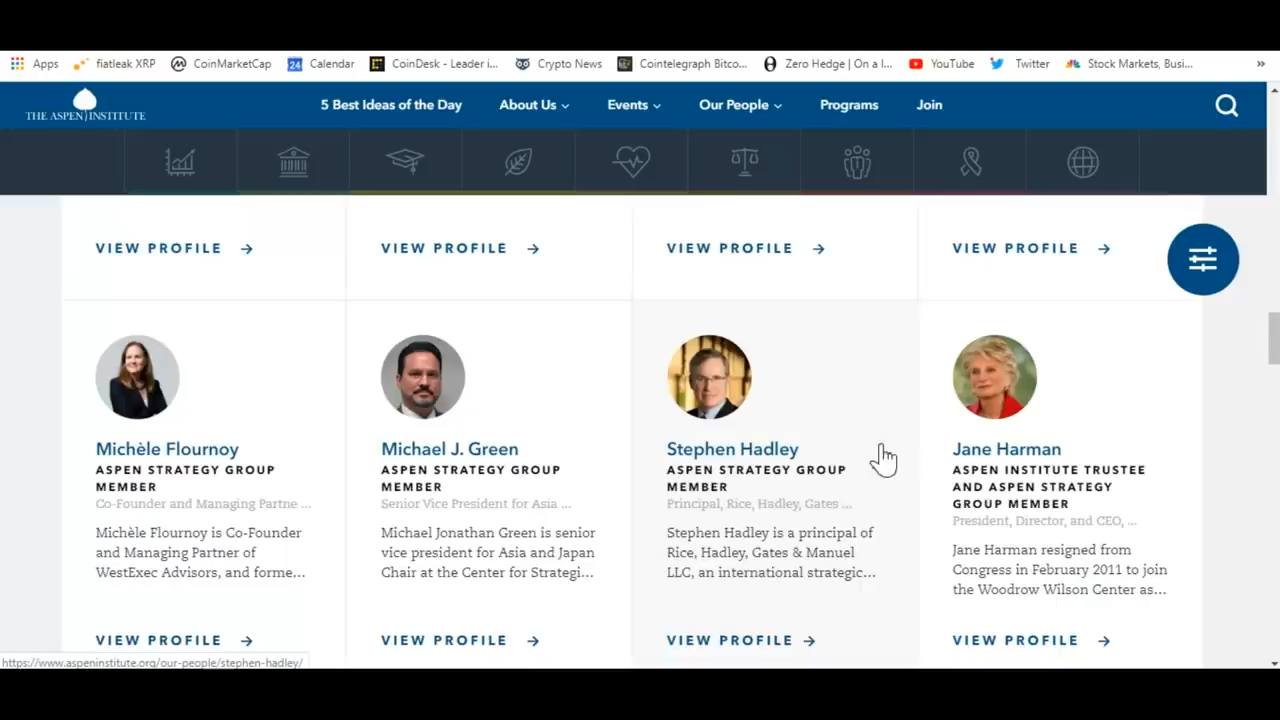 Apps fiatleak XRP CoinMarketCap 24 Calendar CoinDesk - Leader i... Crypto News Cointelegraph Bitco... Zero Hedge | On a I... YouTube Twitter Stock Markets, Busi... »
THE ASPEN INSTITUTE 5 Best Ideas of the Day About Us Events Our People Programs Join
VIEW PROFILE → VIEW PROFILE → VIEW PROFILE → VIEW PROFILE →
Michèle Flournoy
ASPEN STRATEGY GROUP
MEMBER
Co-Founder and Managing Partne ...
Michèle Flournoy is Co-Founder
and Managing Partner of
WestExec Advisors, and forme...
VIEW PROFILE →
Michael J. Green
ASPEN STRATEGY GROUP
MEMBER
Senior Vice President for Asia ...
Michael Jonathan Green is senior
vice president for Asia and Japan
Chair at the Center for Strategi...
VIEW PROFILE →
Stephen Hadley
ASPEN STRATEGY GROUP
MEMBER
Principal, Rice, Hadley, Gates ...
Stephen Hadley is a principal of
Rice, Hadley, Gates & Manuel
LLC, an international strategic...
VIEW PROFILE →
Jane Harman
ASPEN INSTITUTE TRUSTEE
AND ASPEN STRATEGY
GROUP MEMBER
President, Director, and CEO, ...
Jane Harman resigned from
Congress in February 2011 to join
the Woodrow Wilson Center as...
VIEW PROFILE →
https://www.aspeninstitute.org/our-people/stephen-hadley/